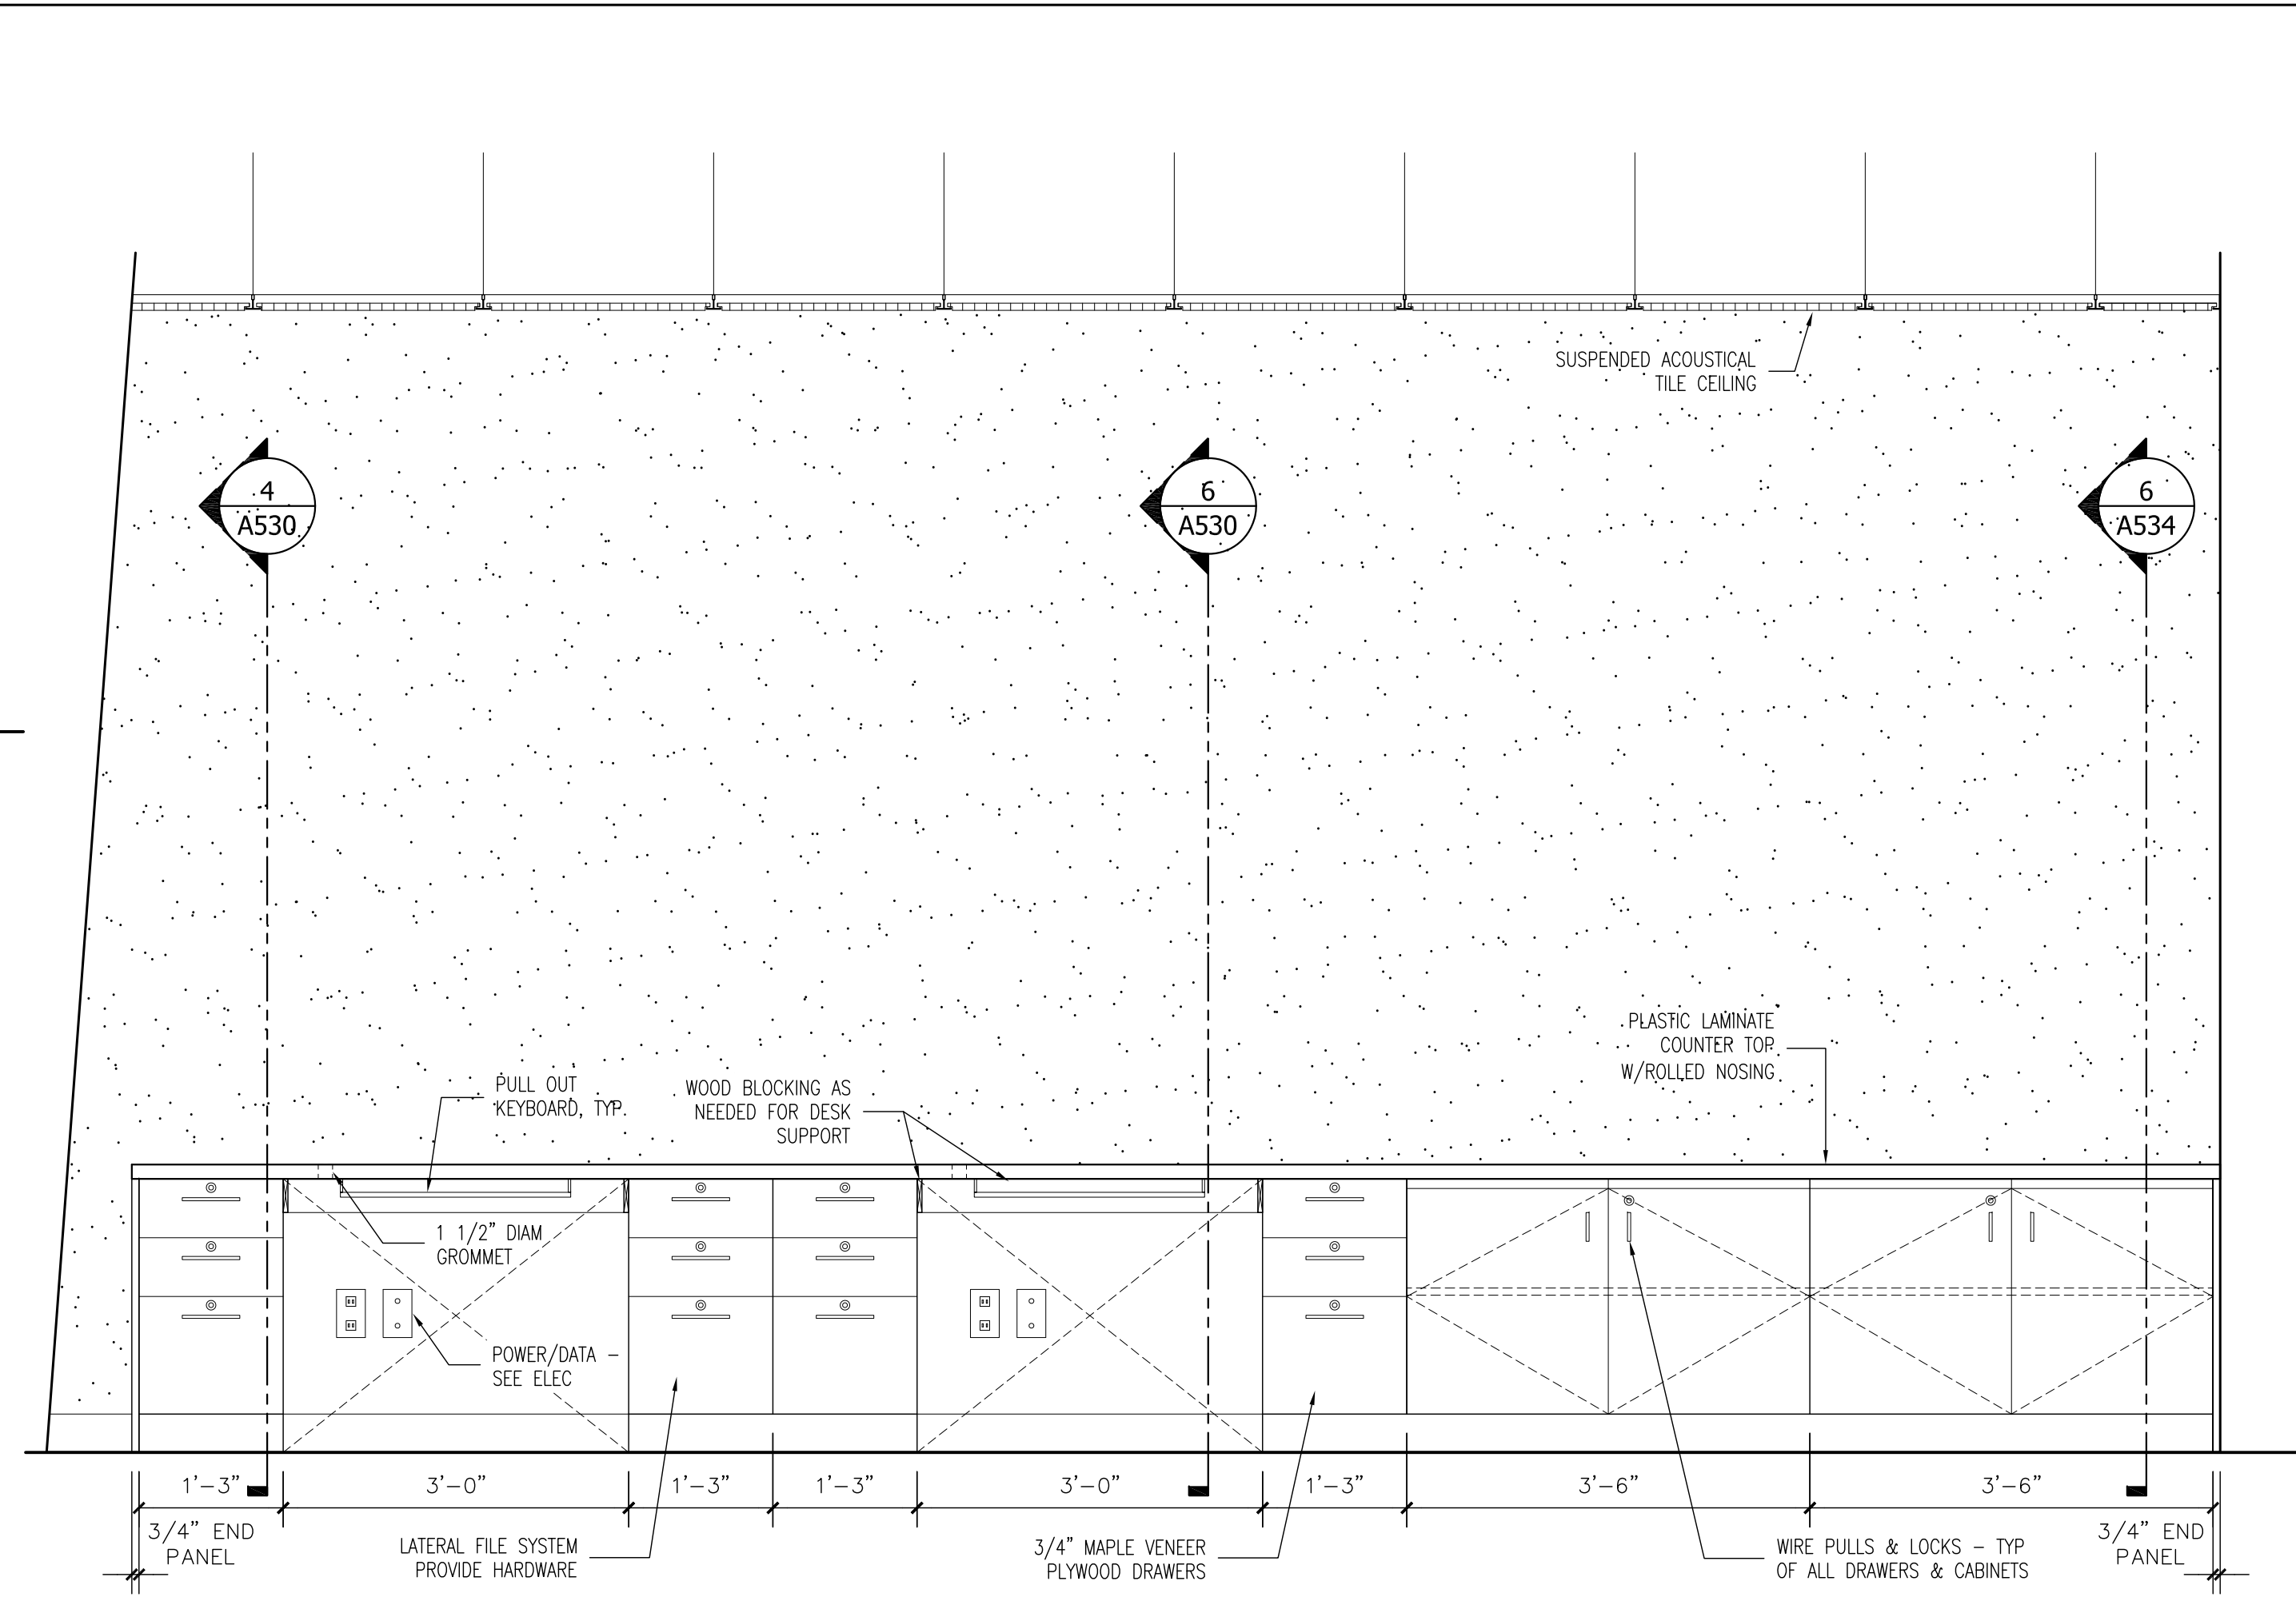 SUSPENDED ACOUSTICAL
TILE CEILING
4
A530
6
A530
6
A534
PLASTIC LAMINATE
COUNTER TOP
W/ROLLED NOSING
PULL OUT
KEYBOARD, TYP.
WOOD BLOCKING AS
NEEDED FOR DESK
SUPPORT
1 1/2" DIAM
GROMMET
POWER/DATA -
SEE ELEC
1'-3"
3'-0"
1'-3"
1'-3"
3'-0"
1'-3"
3'-6"
3'-6"
3/4" END
PANEL
LATERAL FILE SYSTEM
PROVIDE HARDWARE
3/4" MAPLE VENEER
PLYWOOD DRAWERS
WIRE PULLS & LOCKS - TYP
OF ALL DRAWERS & CABINETS
3/4" END
PANEL